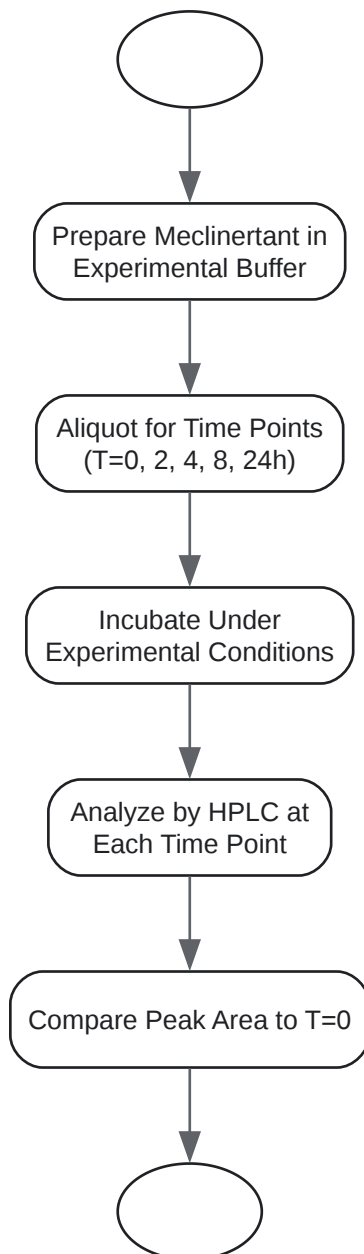 Prepare Meclinertant in
Experimental Buffer
Aliquot for Time Points
(T=0, 2, 4, 8, 24h)
Incubate Under
Experimental Conditions
Analyze by HPLC at
Each Time Point
Compare Peak Area to T=0